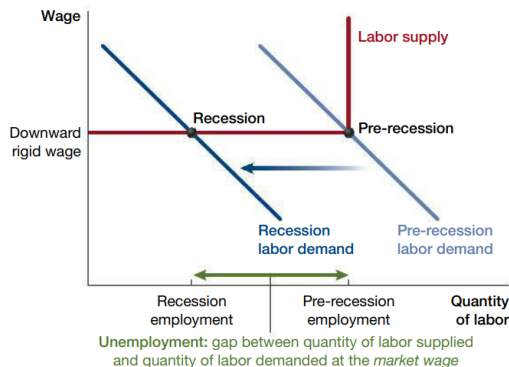 Wage
Labor supply
Recession
Pre-recession
Downward
rigid wage
Recession
labor demand
Pre-recession
labor demand
Recession
employment
Pre-recession
employment
Quantity
of labor
Unemployment: gap between quantity of labor supplied
and quantity of labor demanded at the market wage